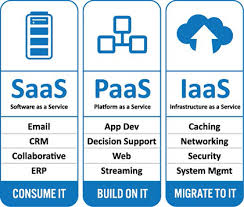 SaaS
Software as a Service
Email
CRM
Collaborative
ERP
CONSUME IT
PaaS
Platform as a Service
App Dev
Decision Support
Web
Streaming
BUILD ON IT
IaaS
Infrastructure as a Service
Caching
Networking
Security
System Mgmt
MIGRATE TO IT